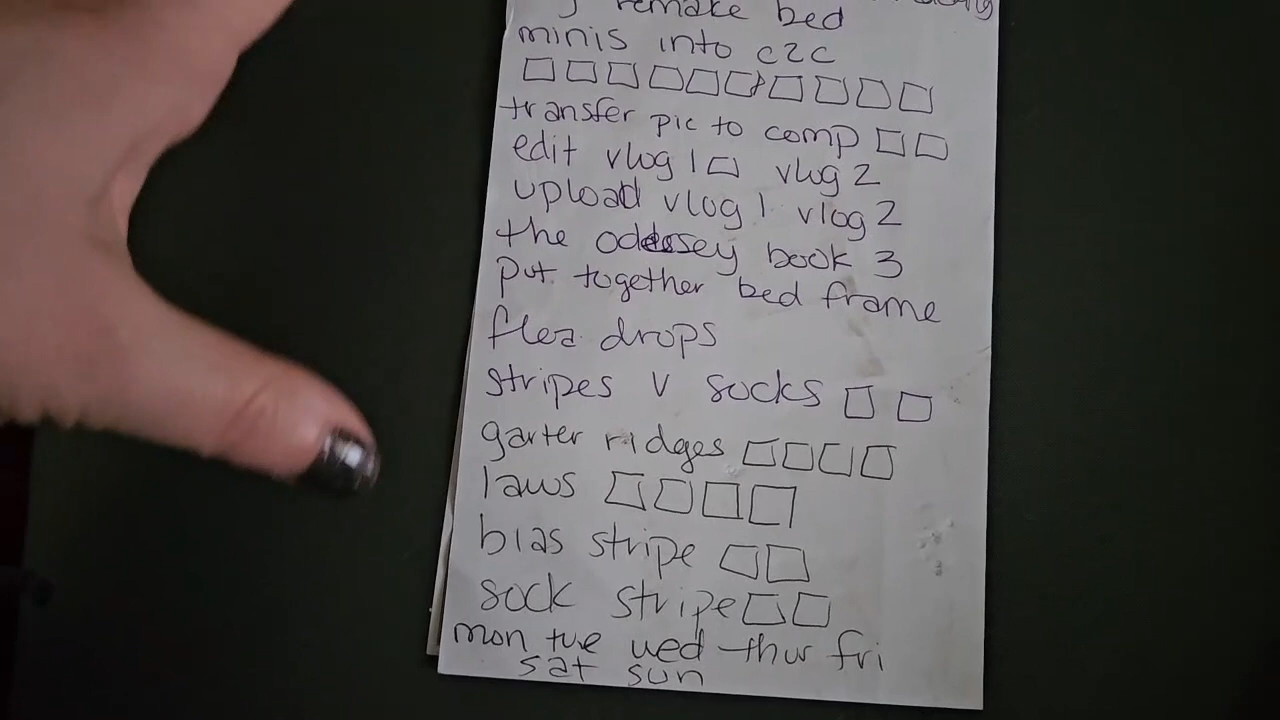 remake bed
minis into c2c
□ □ □ □ □ □ □ □ □ □
transfer pic to comp □ □
edit vlog 1 □ vlog 2
upload vlog 1 vlog 2
the odessey book 3
put together bed frame
flea drops
stripes v socks □ □
garter ridges □ □ □ □
laws □ □ □ □
bias stripe □ □
sock stripe □ □
mon tue wed thur fri
sat sun